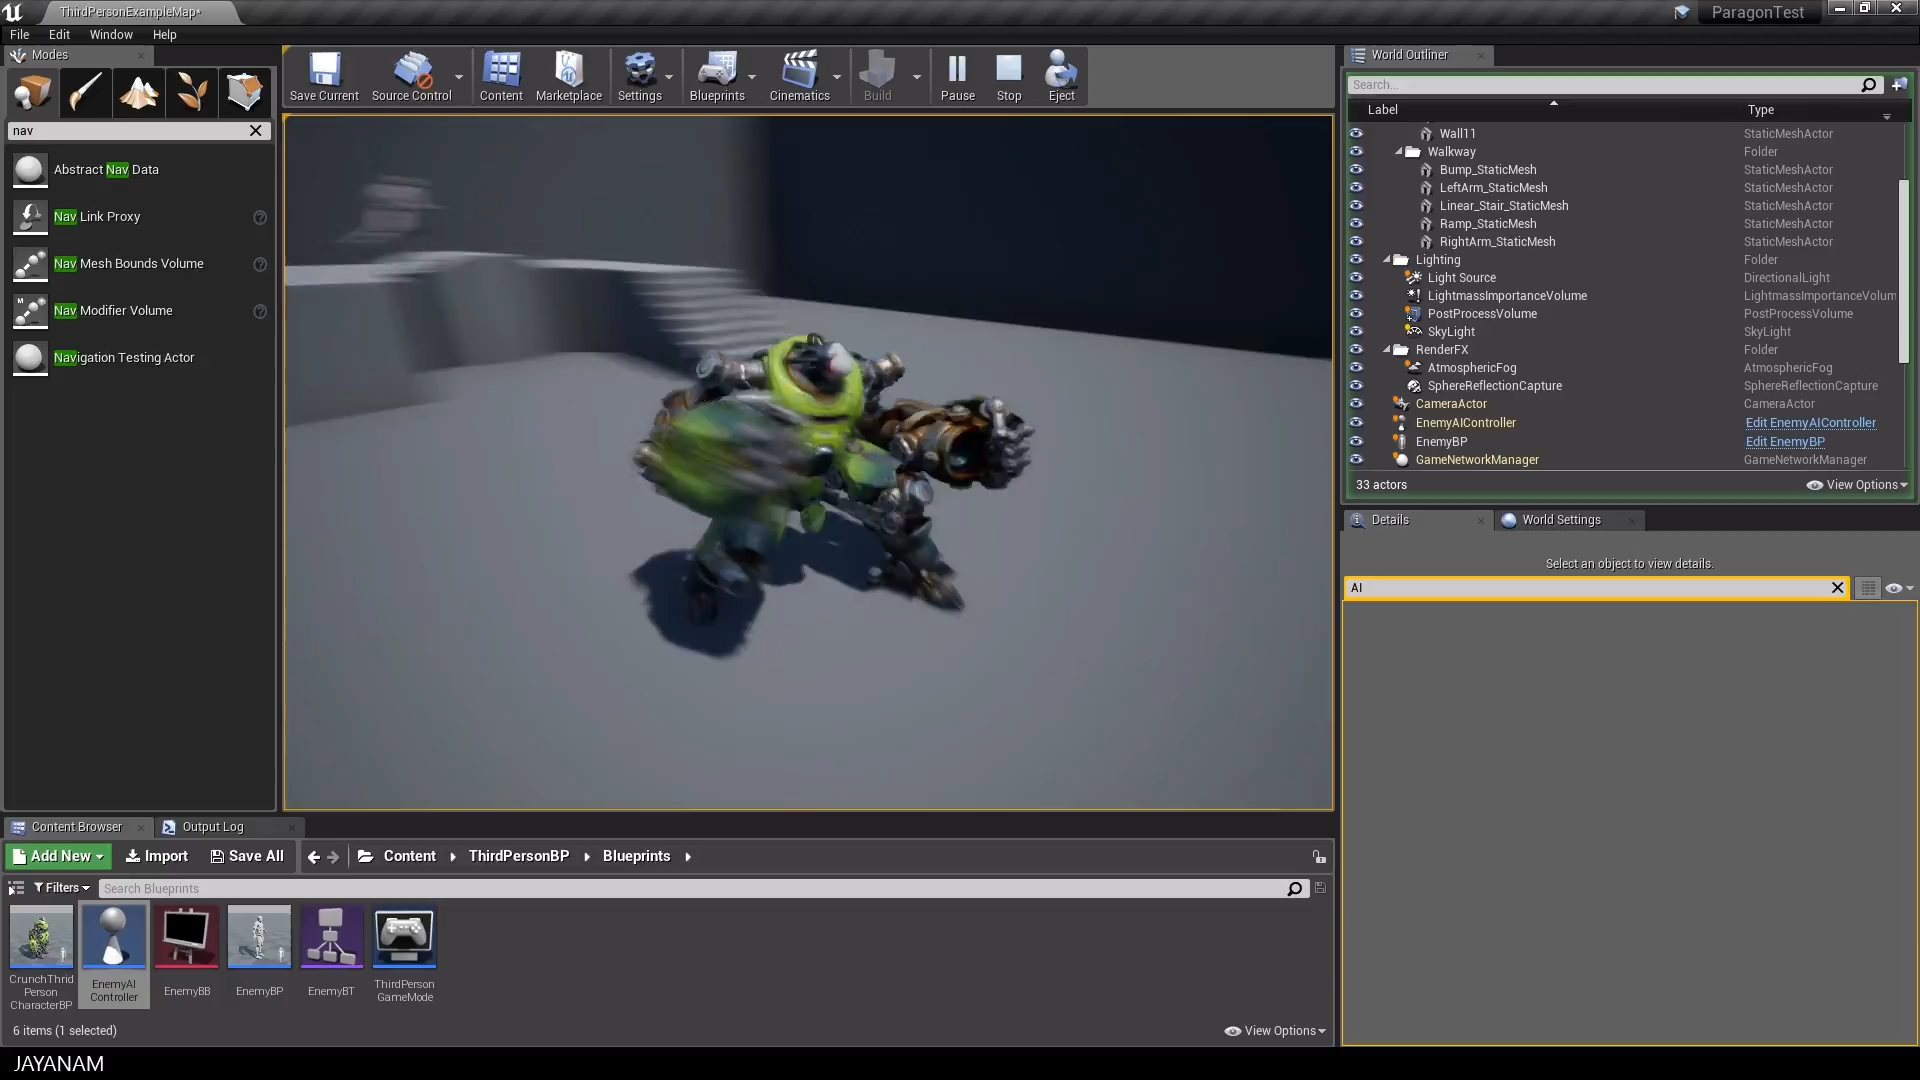 ThirdPersonExampleMap*
ParagonTest
File Edit Window Help
Modes
nav
Abstract Nav Data
Nav Link Proxy
Nav Mesh Bounds Volume
Nav Modifier Volume
Navigation Testing Actor
Save Current Source Control Content Marketplace Settings Blueprints Cinematics Build Pause Stop Eject
World Outliner
Search...
Label Type
Wall11 StaticMeshActor
Walkway Folder
Bump_StaticMesh StaticMeshActor
LeftArm_StaticMesh StaticMeshActor
Linear_Stair_StaticMesh StaticMeshActor
Ramp_StaticMesh StaticMeshActor
RightArm_StaticMesh StaticMeshActor
Lighting Folder
Light Source DirectionalLight
LightmassImportanceVolume LightmassImportanceVolum
PostProcessVolume PostProcessVolume
SkyLight SkyLight
RenderFX Folder
AtmosphericFog AtmosphericFog
SphereReflectionCapture SphereReflectionCapture
CameraActor CameraActor
EnemyAIController Edit EnemyAIController
EnemyBP Edit EnemyBP
GameNetworkManager GameNetworkManager
33 actors View Options
Details World Settings
Select an object to view details.
AI
Content Browser Output Log
Add New Import Save All Content ThirdPersonBP Blueprints
Filters Search Blueprints
CrunchThrid
Person
CharacterBP
EnemyAI
Controller
EnemyBB
EnemyBP
EnemyBT
ThirdPerson
GameMode
6 items (1 selected) View Options
JAYANAM